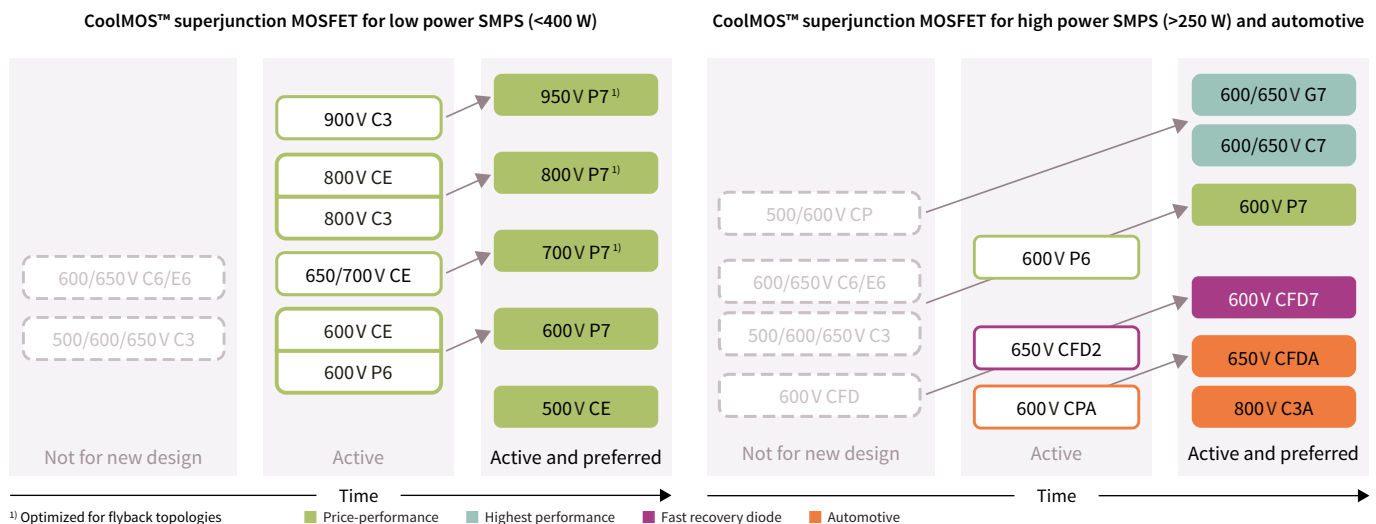 CoolMOS™ superjunction MOSFET for low power SMPS (<400 W)
900 V C3
800 V CE
800 V C3
600/650 V C6/E6
650/700 V CE
500/600/650 V C3
600 V CE
600 V P6
950 V P7 1)
800 V P7 1)
700 V P7 1)
600 V P7
500 V CE
Not for new design
Active
Active and preferred
Time
CoolMOS™ superjunction MOSFET for high power SMPS (>250 W) and automotive
500/600 V CP
600/650 V C6/E6
500/600/650 V C3
600 V CFD
600 V P6
650 V CFD2
600 V CPA
600/650 V G7
600/650 V C7
600 V P7
600 V CFD7
650 V CFDA
800 V C3A
Not for new design
Active
Active and preferred
Time
1) Optimized for flyback topologies
Price-performance
Highest performance
Fast recovery diode
Automotive